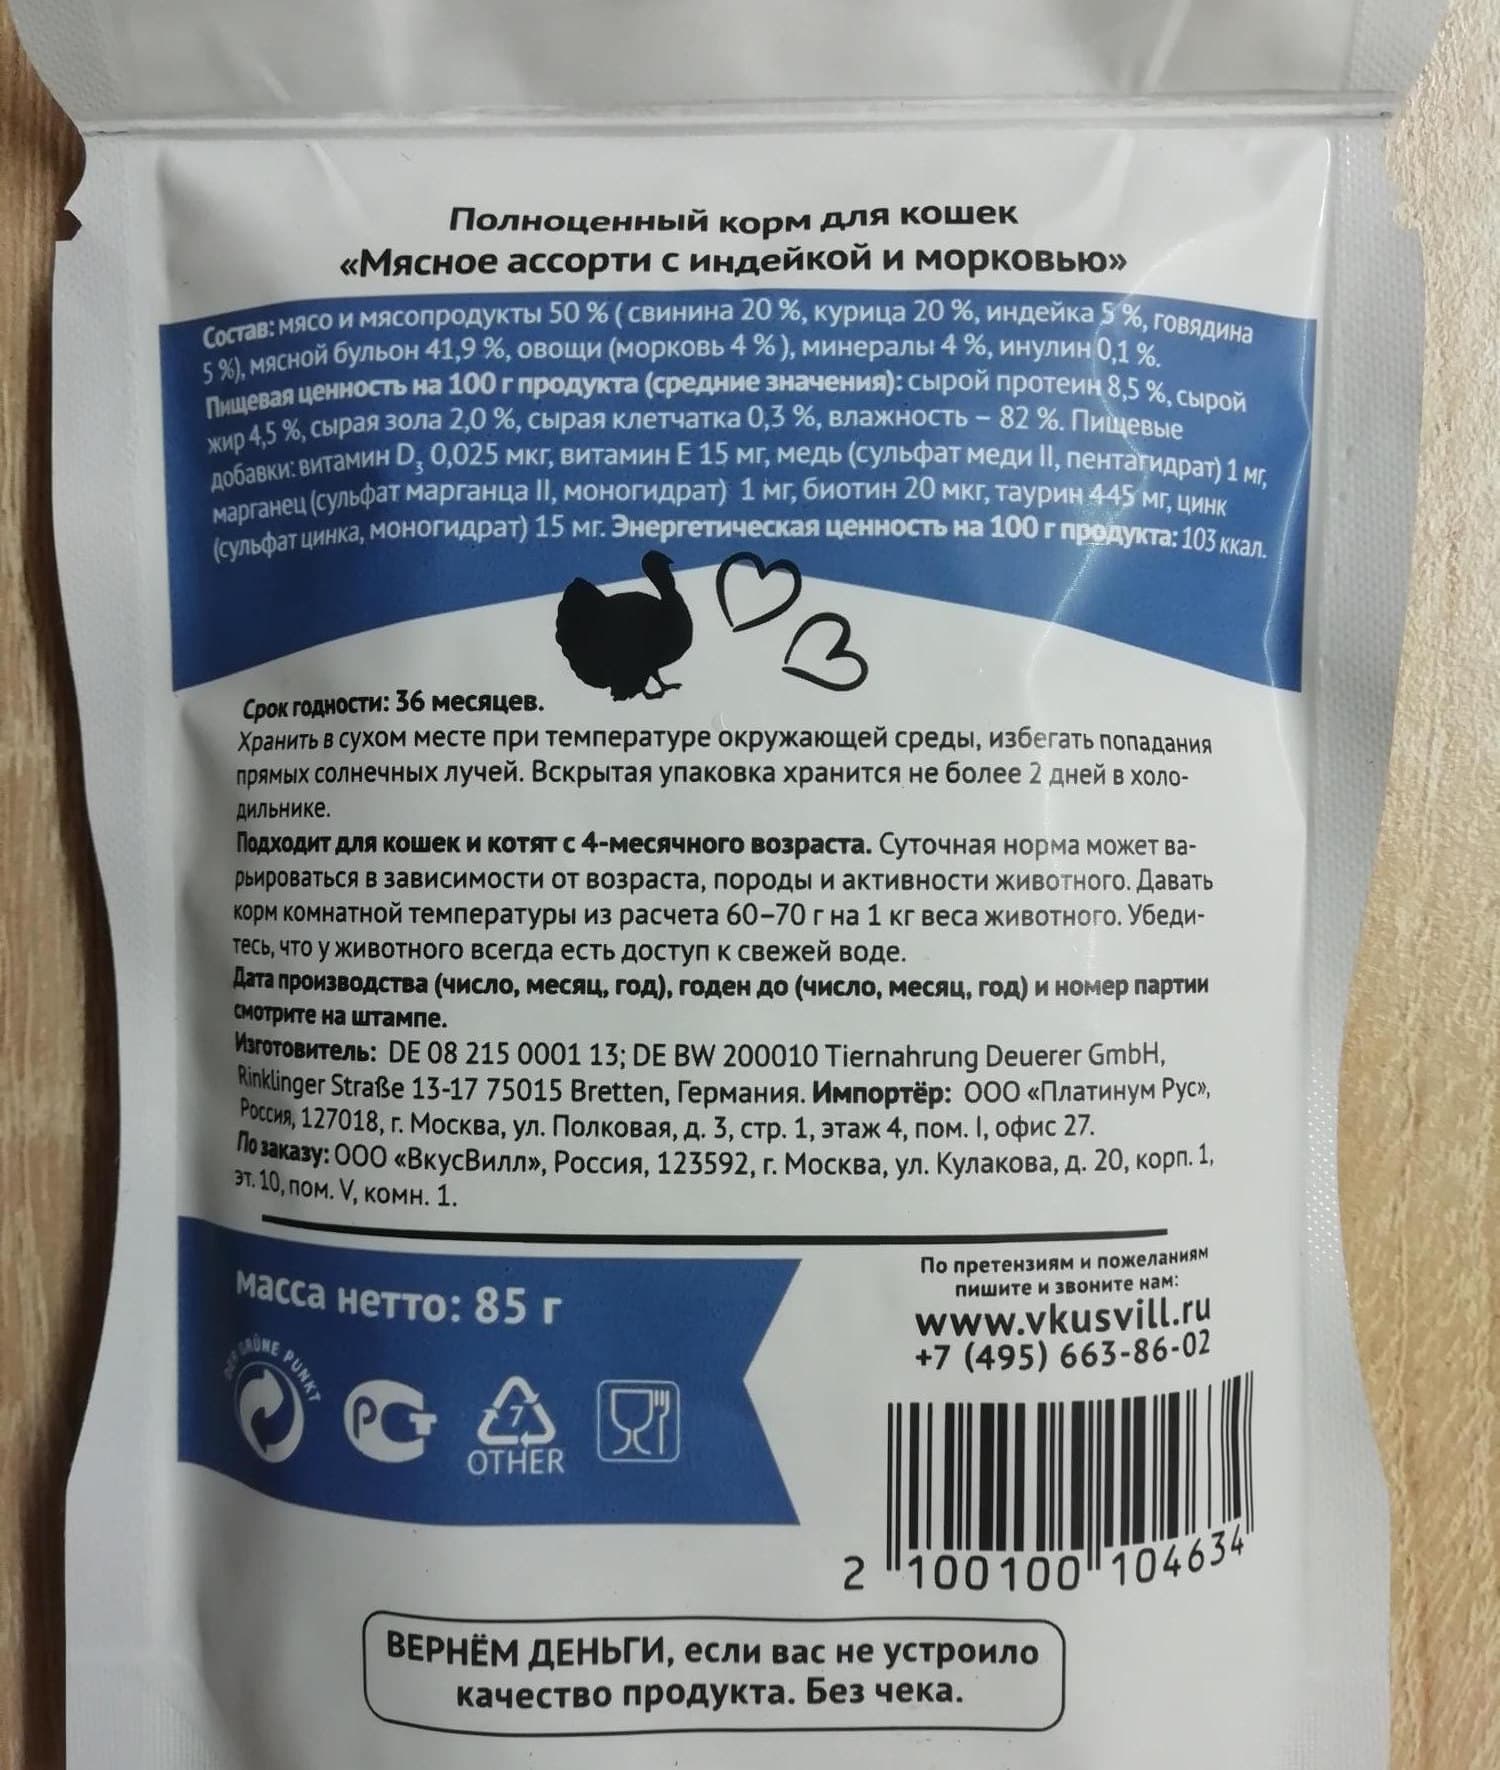 Полноценный корм для кошек
«Мясное ассорти с индейкой и морковью»
Состав: мясо и мясопродукты 50 % ( свинина 20 %, курица 20 %, индейка 5 %, говядина
5 %), мясной бульон 41,9 %, овощи (морковь 4 % ), минералы 4 %, инулин 0,1 %.
Пищевая ценность на 100 г продукта (средние значения): сырой протеин 8,5 %, сырой
жир 4,5 %, сырая зола 2,0 %, сырая клетчатка 0,3 %, влажность – 82 %. Пищевые
добавки: витамин D₃ 0,025 мкг, витамин Е 15 мг, медь (сульфат меди II, пентагидрат) 1 мг,
марганец (сульфат марганца II, моногидрат) 1 мг, биотин 20 мкг, таурин 445 мг, цинк
(сульфат цинка, моногидрат) 15 мг. Энергетическая ценность на 100 г продукта: 103 ккал.
Срок годности: 36 месяцев.
Хранить в сухом месте при температуре окружающей среды, избегать попадания
прямых солнечных лучей. Вскрытая упаковка хранится не более 2 дней в холо-
дильнике.
Подходит для кошек и котят с 4-месячного возраста. Суточная норма может ва-
рьироваться в зависимости от возраста, породы и активности животного. Давать
корм комнатной температуры из расчета 60–70 г на 1 кг веса животного. Убеди-
тесь, что у животного всегда есть доступ к свежей воде.
Дата производства (число, месяц, год), годен до (число, месяц, год) и номер партии
смотрите на штампе.
Изготовитель: DE 08 215 0001 13; DE BW 200010 Tiernahrung Deuerer GmbH,
Rinklinger Straße 13-17 75015 Bretten, Германия. Импортёр: ООО «Платинум Рус»,
Россия, 127018, г. Москва, ул. Полковая, д. 3, стр. 1, этаж 4, пом. I, офис 27.
По заказу: ООО «ВкусВилл», Россия, 123592, г. Москва, ул. Кулакова, д. 20, корп. 1,
эт. 10, пом. V, комн. 1.
масса нетто: 85 г
DER GRÜNE PUNKT
РСТ
7
OTHER
По претензиям и пожеланиям
пишите и звоните нам:
www.vkusvill.ru
+7 (495) 663-86-02
2 100100 104634
ВЕРНЁМ ДЕНЬГИ, если вас не устроило
качество продукта. Без чека.